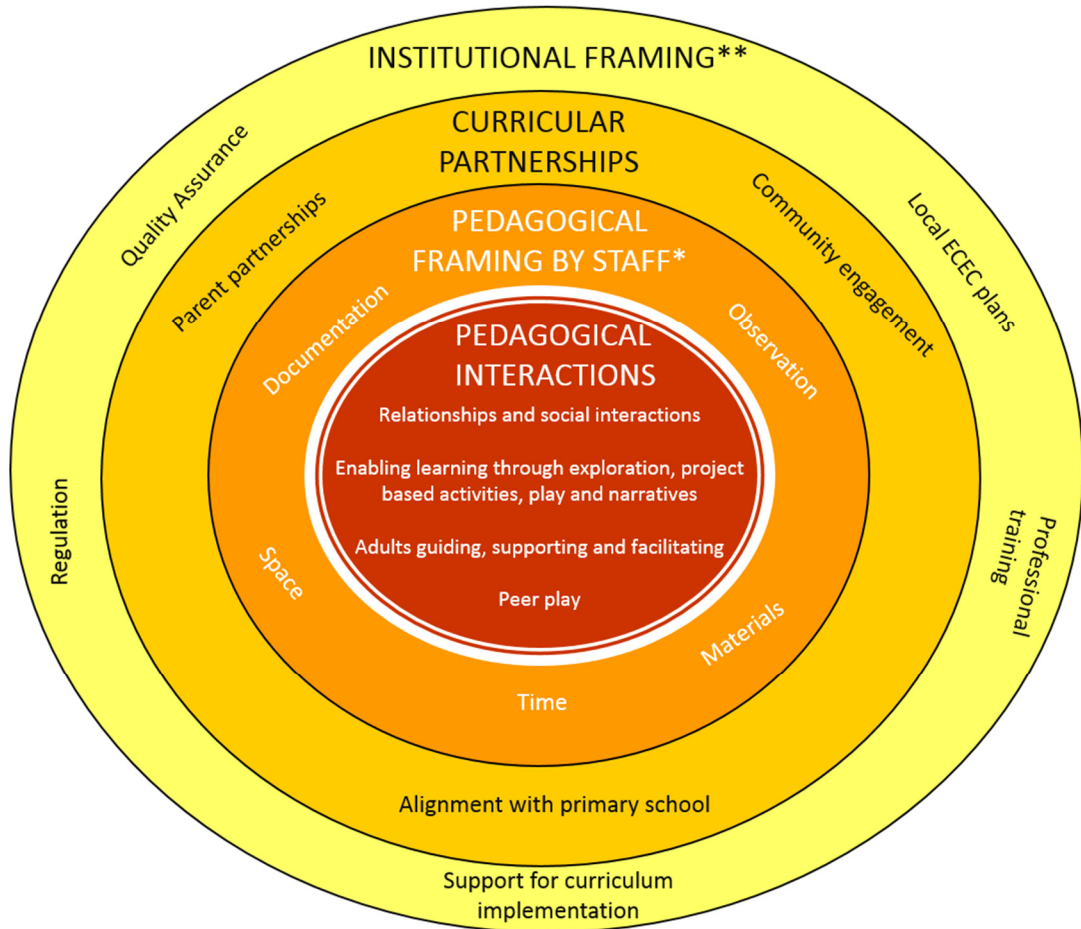 INSTITUTIONAL FRAMING**
Quality Assurance
Local ECEC plans
Regulation
Professional
training
Support for curriculum
implementation
CURRICULAR
PARTNERSHIPS
Parent partnerships
Community engagement
Alignment with primary school
PEDAGOGICAL
FRAMING BY STAFF*
Documentation
Observation
Space
Materials
Time
PEDAGOGICAL
INTERACTIONS
Relationships and social interactions
Enabling learning through exploration, project
based activities, play and narratives
Adults guiding, supporting and facilitating
Peer play